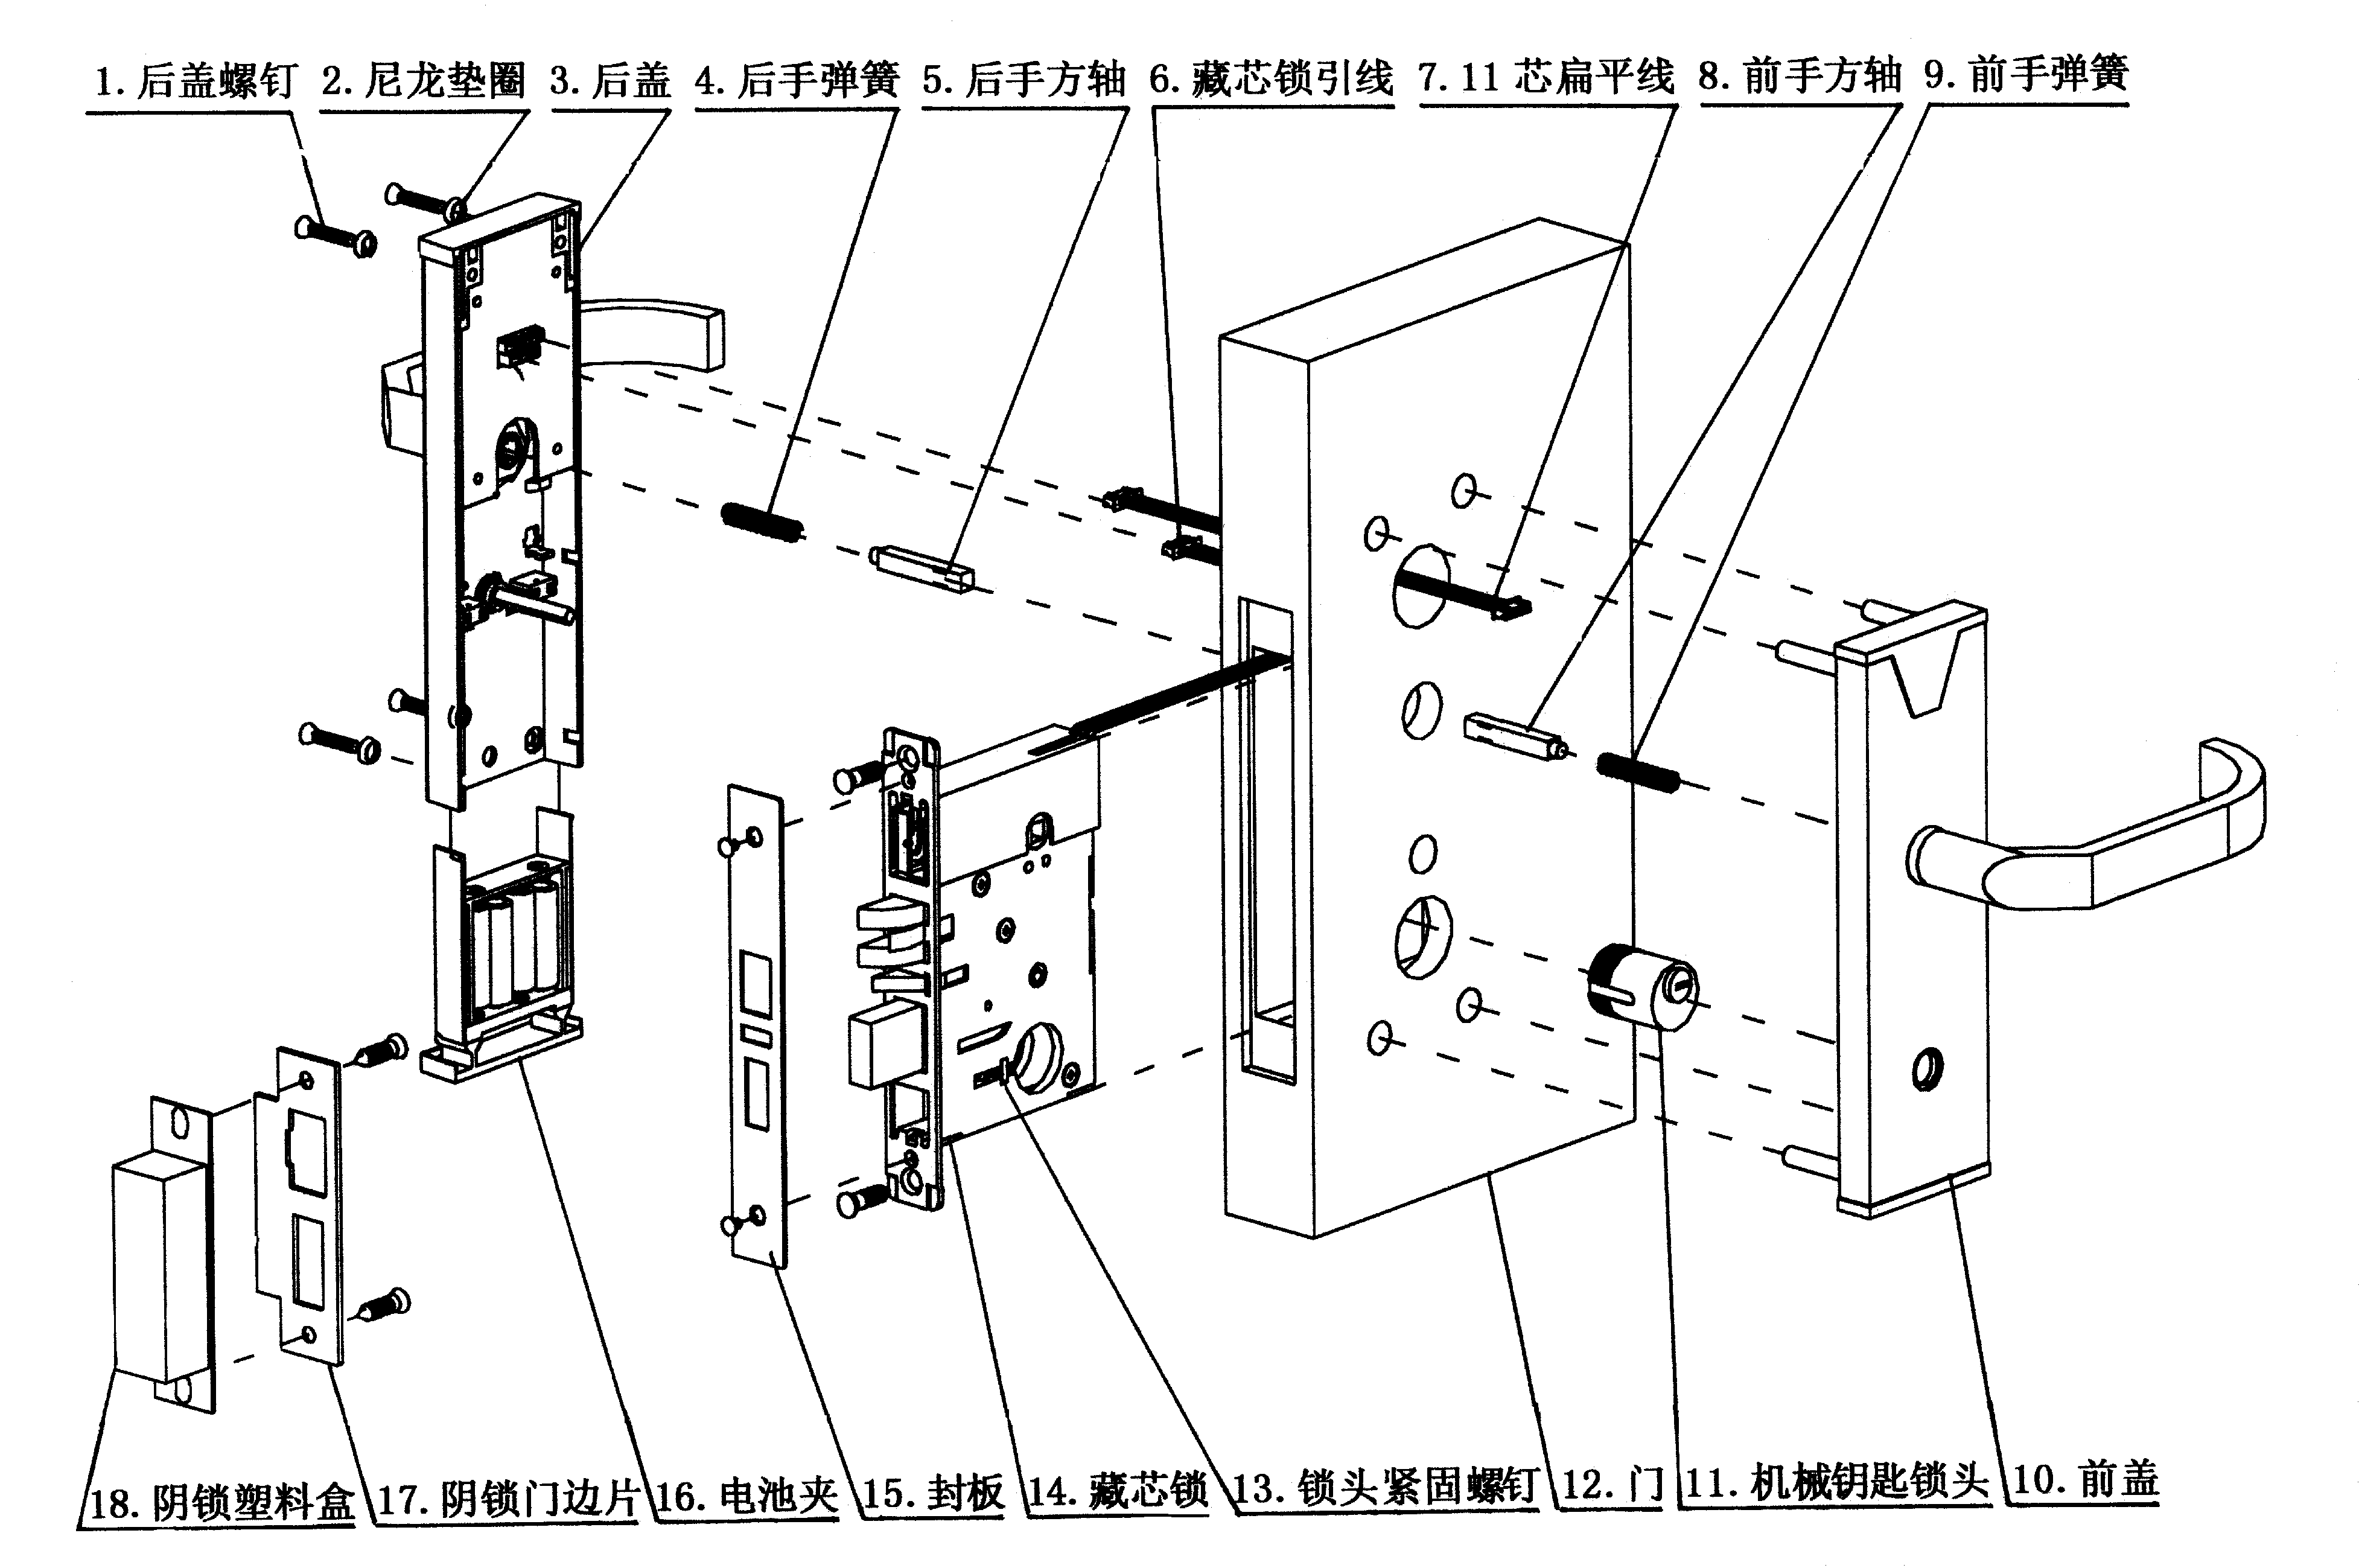 1.后盖螺钉 2.尼龙垫圈 3.后盖 4.后手弹簧 5.后手方轴 6.藏芯锁引线 7.11芯扁平线 8.前手方轴 9.前手弹簧
18.阴锁塑料盒 17.阴锁门边片 16.电池夹 15.封板 14.藏芯锁 13.锁头紧固螺钉 12.门 11.机械钥匙锁头 10.前盖